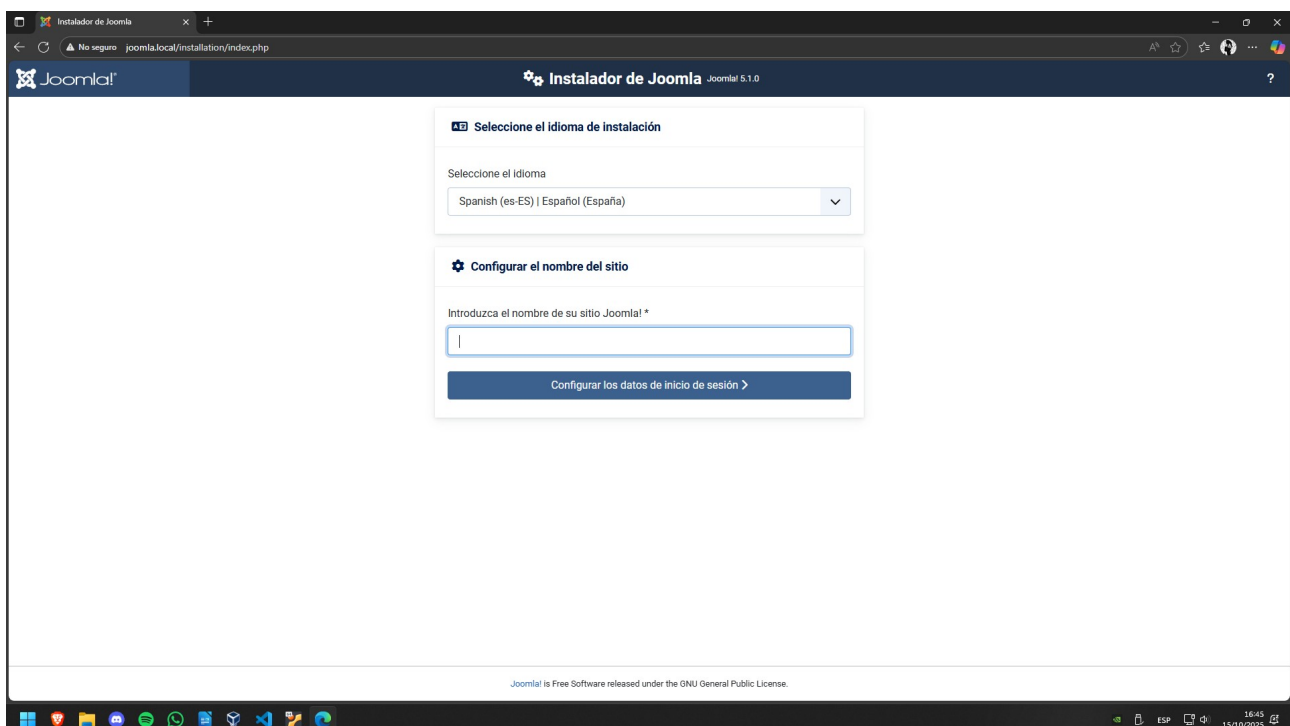 Instalador de Joomla
No seguro joomla.local/installation/index.php
Joomla!
Instalador de Joomla Joomla! 5.1.0
?
Seleccione el idioma de instalación
Seleccione el idioma
Spanish (es-ES) | Español (España)
Configurar el nombre del sitio
Introduzca el nombre de su sitio Joomla! *
Configurar los datos de inicio de sesión
Joomla! is Free Software released under the GNU General Public License.
ESP
16:45
15/10/2025